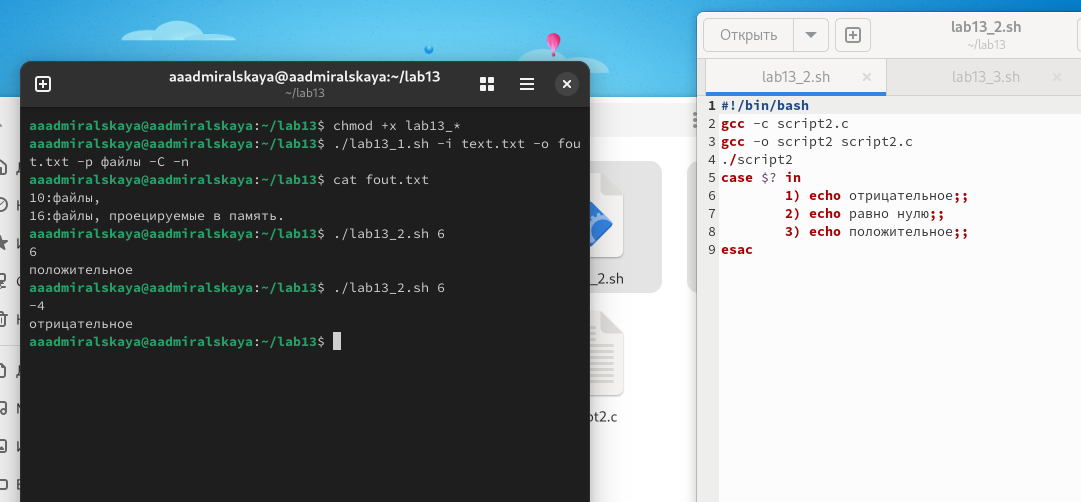 aaadmiralskaya@aadmiralskaya:~/lab13
~/lab13
aaadmiralskaya@aadmiralskaya:~/lab13$ chmod +x lab13_*
aaadmiralskaya@aadmiralskaya:~/lab13$ ./lab13_1.sh -i text.txt -o fou
t.txt -p файлы -C -n
aaadmiralskaya@aadmiralskaya:~/lab13$ cat fout.txt
10:файлы,
16:файлы, проецируемые в память.
aaadmiralskaya@aadmiralskaya:~/lab13$ ./lab13_2.sh 6
6
положительное
aaadmiralskaya@aadmiralskaya:~/lab13$ ./lab13_2.sh 6
-4
отрицательное
aaadmiralskaya@aadmiralskaya:~/lab13$
_2.sh
pt2.c
Открыть
lab13_2.sh
~/lab13
lab13_2.sh
lab13_3.sh
1 #!/bin/bash
2 gcc -c script2.c
3 gcc -o script2 script2.c
4 ./script2
5 case $? in
6 1) echo отрицательное;;
7 2) echo равно нулю;;
8 3) echo положительное;;
9 esac